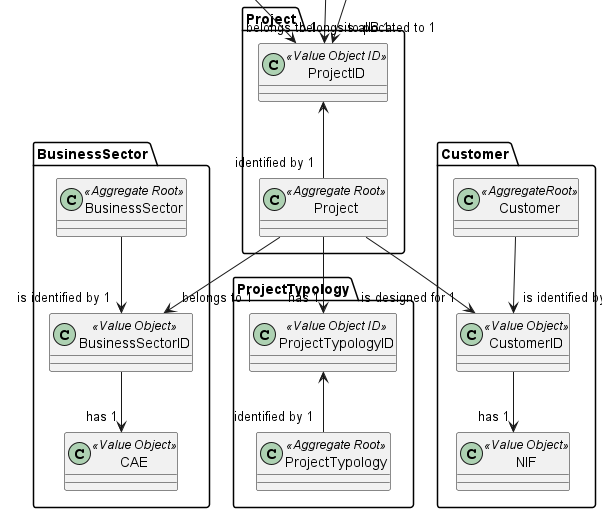 Project
belongs to 1
belongs to 1
is allocated to 1
C «Value Object ID»
ProjectID
identified by 1
BusinessSector
Customer
C «Aggregate Root»
BusinessSector
C «Aggregate Root»
Project
C «AggregateRoot»
Customer
ProjectTypology
is identified by 1
belongs to 1
has 1
is designed for 1
is identified by
C «Value Object»
BusinessSectorID
C «Value Object ID»
ProjectTypologyID
C «Value Object»
CustomerID
has 1
identified by 1
has 1
C «Value Object»
CAE
C «Aggregate Root»
ProjectTypology
C «Value Object»
NIF